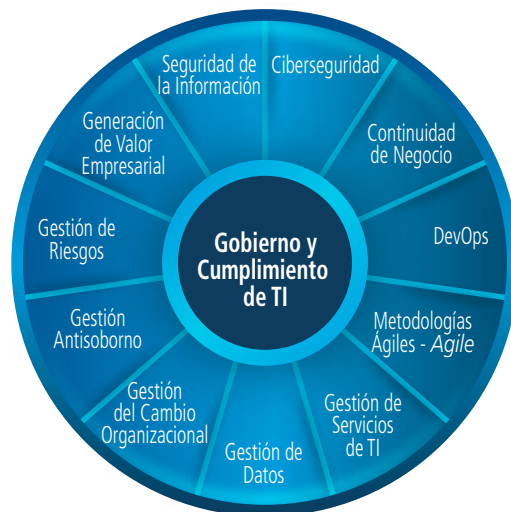 Seguridad de
la Información
Ciberseguridad
Continuidad
de Negocio
DevOps
Metodologías
Ágiles - Agile
Gestión de
Servicios
de TI
Gestión de
Datos
Gestión
del Cambio
Organizacional
Gestión
Antisoborno
Gestión de
Riesgos
Generación
de Valor
Empresarial
Gobierno y
Cumplimiento
de TI